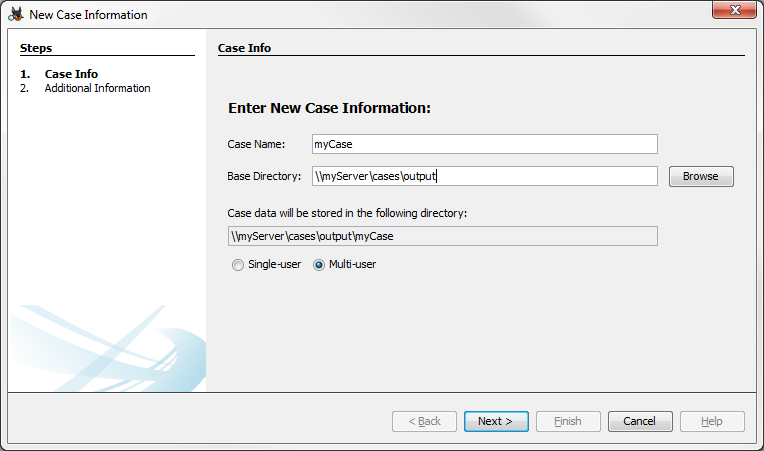 New Case Information
Steps
1. Case Info
2. Additional Information
Case Info
Enter New Case Information:
Case Name: myCase
Base Directory: \\myServer\cases\output Browse
Case data will be stored in the following directory:
\\myServer\cases\output\myCase
Single-user Multi-user
< Back Next > Finish Cancel Help